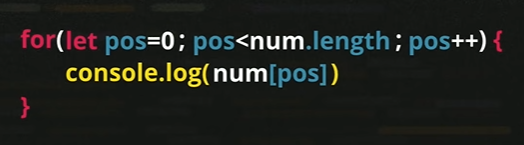 for(let pos=0; pos<num.length; pos++) {
console.log(num[pos])
}